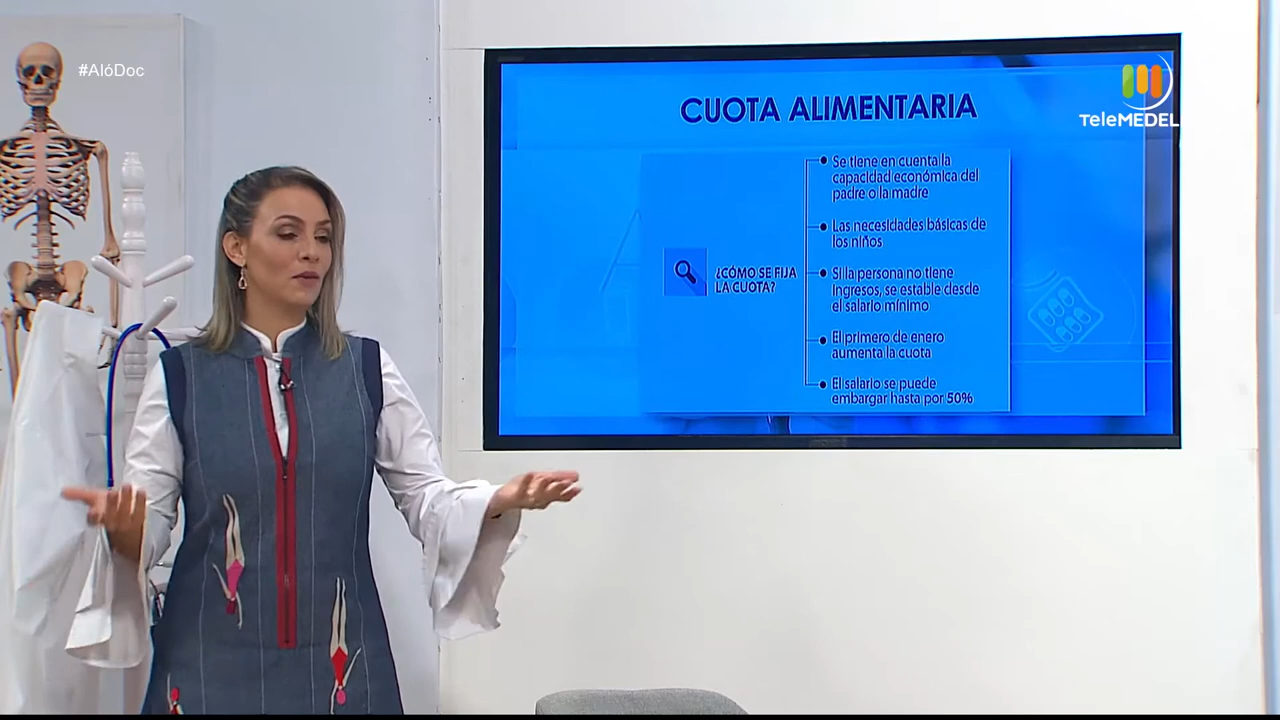 #AlóDoc
TeleMEDEL
CUOTA ALIMENTARIA
¿CÓMO SE FIJA
LA CUOTA?
Se tiene en cuenta la
capacidad económica del
padre o la madre
Las necesidades básicas de
los niños
Si la persona no tiene
ingresos, se estable desde
el salario mínimo
El primero de enero
aumenta la cuota
El salario se puede
embargar hasta por 50%